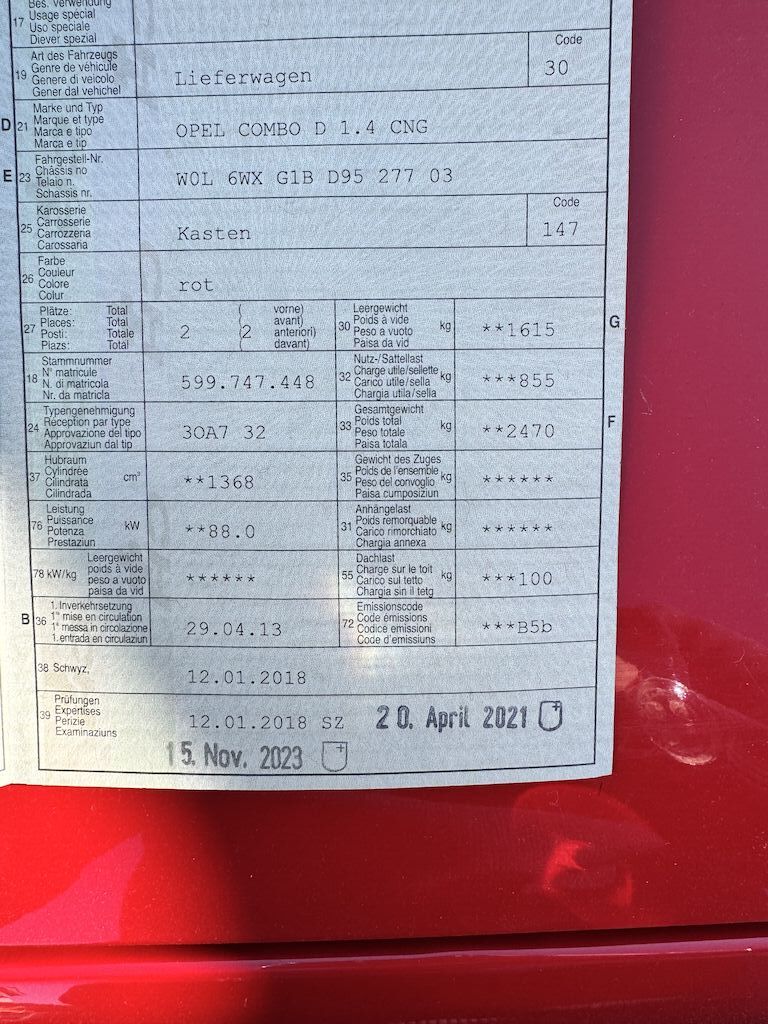 Bes. Verwendung
17 Usage special
Uso speciale
Diever spezial
Art des Fahrzeugs
19 Genre de véhicule
Genere di veicolo
Gener dal vehichel
Lieferwagen
Code
30
D 21 Marke und Typ
Marque et type
Marca e tipo
Marca e tip
OPEL COMBO D 1.4 CNG
E 23 Fahrgestell-Nr.
Châssis no
Telaio n.
Schassis nr.
W0L 6WX G1B D95 277 03
25 Karosserie
Carrosserie
Carrozzeria
Carossaria
Kasten
Code
147
26 Farbe
Couleur
Colore
Colur
rot
27 Plätze: Total
Places: Total
Posti: Totale
Plazs: Total
2 (2 vorne)
avant)
anteriori)
davant)
30 Leergewicht
Poids à vide
Peso a vuoto kg
Paisa da vid
**1615
G
18 Stammnummer
N° matricule
N. di matricola
Nr. da matricla
599.747.448
32 Nutz-/Sattellast
Charge utile/sellette
Carico utile/sella kg
Chargia utila/sella
***855
24 Typengenehmigung
Réception par type
Approvazione del tipo
Approvaziun dal tip
3OA7 32
33 Gesamtgewicht
Poids total kg
Peso totale
Paisa totala
**2470
F
37 Hubraum
Cylindrée cm³
Cilindrata
Cilindrada
**1368
35 Gewicht des Zuges
Poids de l'ensemble
Peso del convoglio kg
Paisa cumposiziun
******
76 Leistung
Puissance kW
Potenza
Prestaziun
**88.0
31 Anhängelast
Poids remorquable
Carico rimorchiato kg
Chargia annexa
******
78 kW/kg Leergewicht
poids à vide
peso a vuoto
paisa da vid
******
55 Dachlast
Charge sur le toit
Carico sul tetto kg
Chargia sin il tetg
***100
B 36 1. Inverkehrsetzung
1re mise en circulation
1a messa in circolazione
1. entrada en circulaziun
29.04.13
72 Emissionscode
Code émissions
Codice emissioni
Code d'emissiuns
***B5b
38 Schwyz,
12.01.2018
39 Prüfungen
Expertises
Perizie
Examinaziuns
12.01.2018 SZ
20. April 2021
15. Nov. 2023